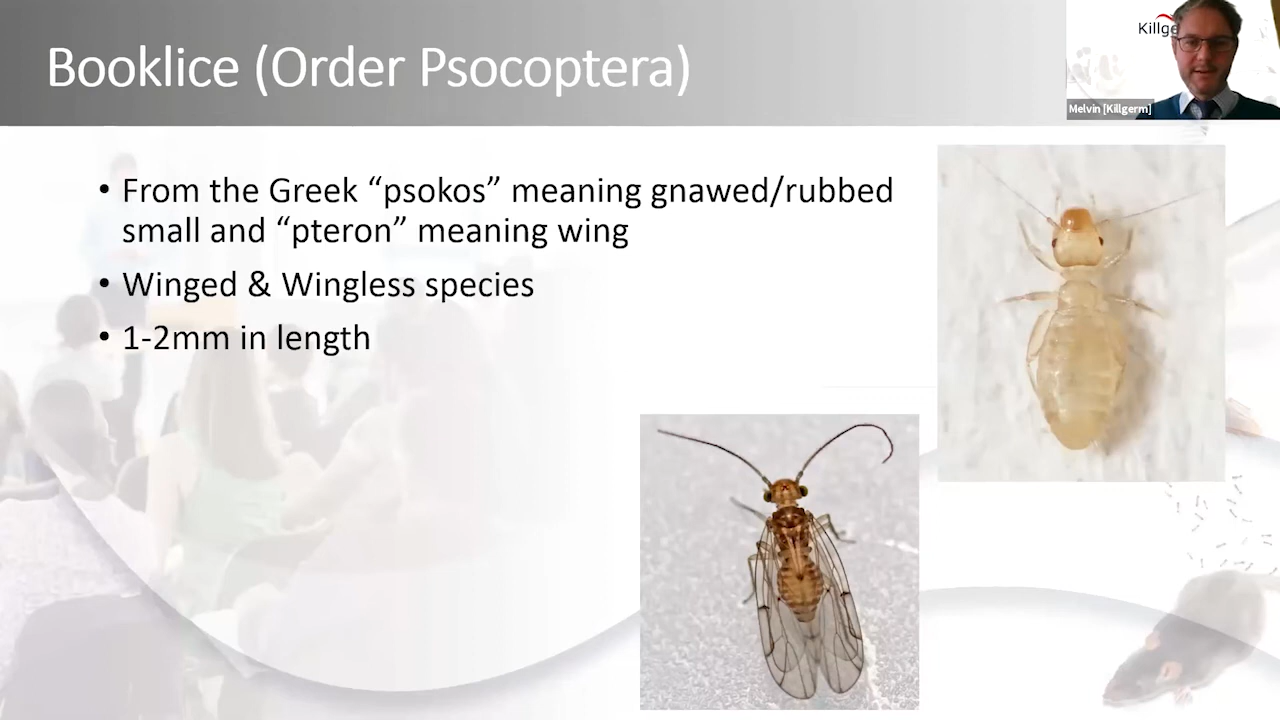 Booklice (Order Psocoptera)
Killge
Melvin [Killgerm]
• From the Greek “psokos” meaning gnawed/rubbed
small and “pteron” meaning wing
• Winged & Wingless species
• 1-2mm in length